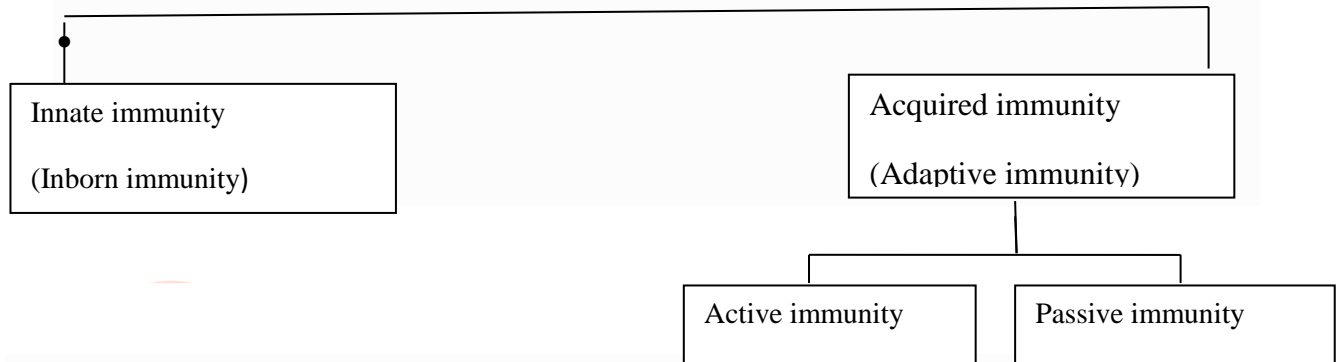 Innate immunity
(Inborn immunity)
Acquired immunity
(Adaptive immunity)
Active immunity
Passive immunity